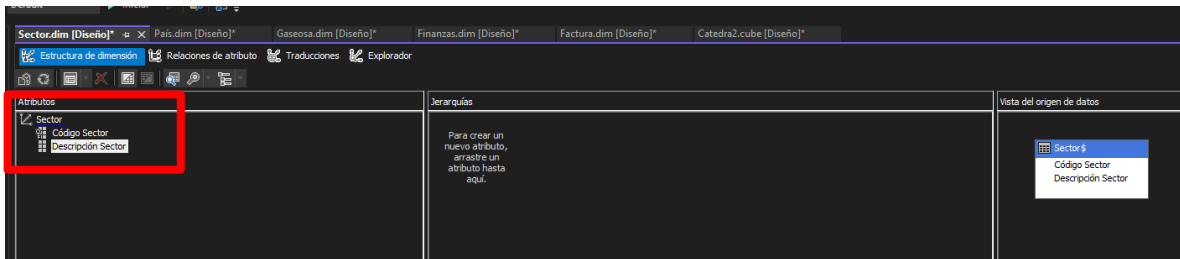 Sector.dim [Diseño]* País.dim [Diseño]* Gaseosa.dim [Diseño]* Finanzas.dim [Diseño]* Factura.dim [Diseño]* Catedra2.cube [Diseño]*
Estructura de dimensión Relaciones de atributo Traducciones Explorador
Atributos Jerarquías Vista del origen de datos
Sector
Código Sector
Descripción Sector
Para crear un
nuevo atributo,
arrastre un
atributo hasta
aquí.
Sector$
Código Sector
Descripción Sector